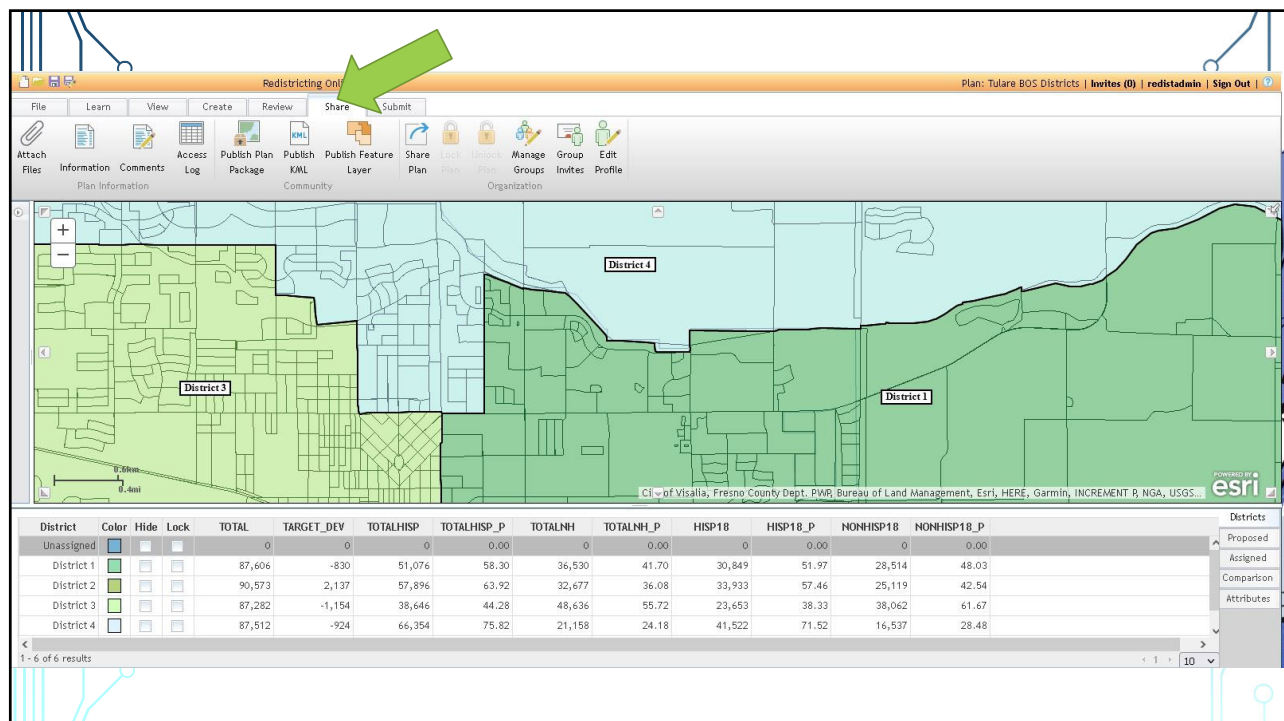 Redistricting Onli
Plan: Tulare BOS Districts | Invites (0) | redistadmin | Sign Out | ?
File Learn View Create Review Share Submit
Attach Files
Information
Comments
Access Log
Publish Plan Package
Publish KML
Publish Feature Layer
Share Plan
Lock Plan
Unlock Plan
Manage Groups
Group Invites
Edit Profile
Plan Information
Community
Organization
+
−
District 4
District 3
District 1
0.6km
0.4mi
City of Visalia, Fresno County Dept. PWP, Bureau of Land Management, Esri, HERE, Garmin, INCREMENT P, NGA, USGS...
POWERED BY
esri
District Color Hide Lock TOTAL TARGET_DEV TOTALHISP TOTALHISP_P TOTALNH TOTALNH_P HISP18 HISP18_P NONHISP18 NONHISP18_P
Unassigned 0 0 0 0.00 0 0.00 0 0.00 0 0.00
District 1 87,606 -830 51,076 58.30 36,530 41.70 30,849 51.97 28,514 48.03
District 2 90,573 2,137 57,896 63.92 32,677 36.08 33,933 57.46 25,119 42.54
District 3 87,282 -1,154 38,646 44.28 48,636 55.72 23,653 38.33 38,062 61.67
District 4 87,512 -924 66,354 75.82 21,158 24.18 41,522 71.52 16,537 28.48
Districts
Proposed
Assigned
Comparison
Attributes
1 - 6 of 6 results
‹ 1 › 10